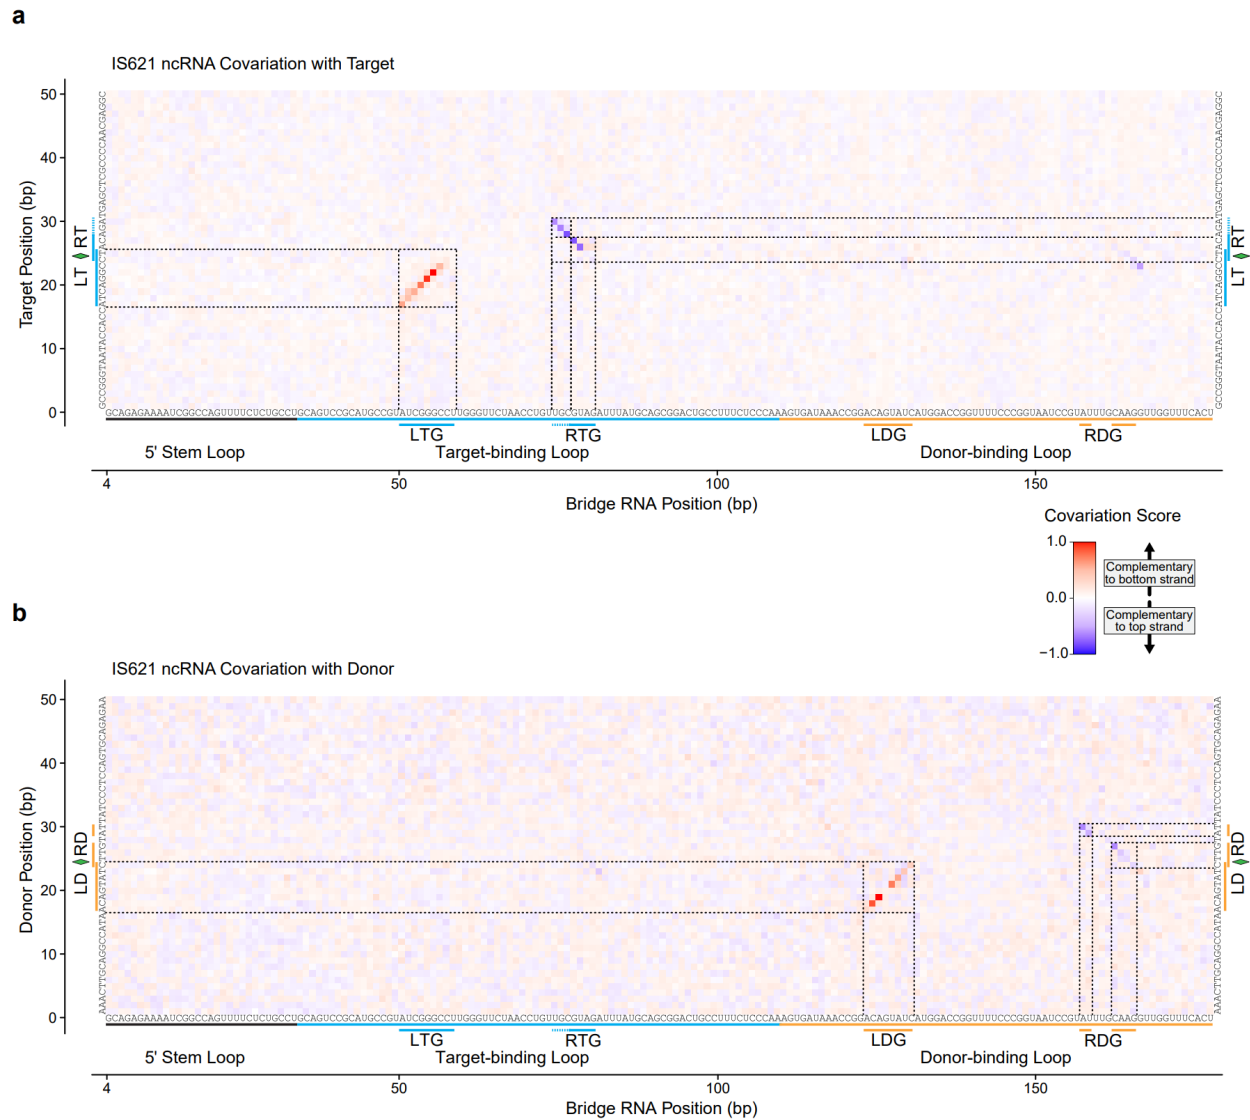 a
IS621 ncRNA Covariation with Target
Target Position (bp)
50
40
30
20
10
0
LT
RT
GCCGGGTAATACCACCATCAGGCCTACAGATGAGCTCGCCCCAACGAGGC
GCCGGGTAATACCACCATCAGGCCTACAGATGAGCTCGCCCCAACGAGGC
LT
RT
GCAGAGAAAAUCGGCCAGUUUUCUCUGCCUGCAGUCCGCAUGCCGUAUCGGGCCUUGGGUUCUAACCUGUUGCGUAGAUUUAUGCAGCGGACUGCCUUUCUCCCAAAGUGAUAAACCGGACAGUAUCAUGGACCGGUUUUCCCGGUAAUCCGUAUUUGCAAGGUUGGUUUCACU
LTG RTG LDG RDG
5' Stem Loop Target-binding Loop Donor-binding Loop
4 50 100 150
Bridge RNA Position (bp)
Covariation Score
1.0
0.0
−1.0
Complementary
to bottom strand
Complementary
to top strand
b
IS621 ncRNA Covariation with Donor
Donor Position (bp)
50
40
30
20
10
0
LD
RD
AAACTTGCAGGCCATAACAGTATCTTGTATTATCCCTCCAGTGCAGAGAA
AAACTTGCAGGCCATAACAGTATCTTGTATTATCCCTCCAGTGCAGAGAA
LD
RD
GCAGAGAAAAUCGGCCAGUUUUCUCUGCCUGCAGUCCGCAUGCCGUAUCGGGCCUUGGGUUCUAACCUGUUGCGUAGAUUUAUGCAGCGGACUGCCUUUCUCCCAAAGUGAUAAACCGGACAGUAUCAUGGACCGGUUUUCCCGGUAAUCCGUAUUUGCAAGGUUGGUUUCACU
LTG RTG LDG RDG
5' Stem Loop Target-binding Loop Donor-binding Loop
4 50 100 150
Bridge RNA Position (bp)